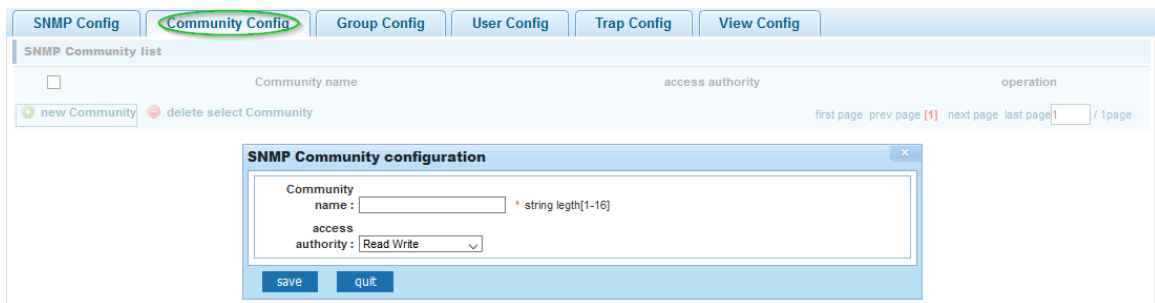 SNMP Config Community Config Group Config User Config Trap Config View Config
SNMP Community list
Community name access authority operation
new Community delete select Community first page prev page [1] next page last page 1 / 1page
SNMP Community configuration
Community
name : * string legth[1-16]
access
authority : Read Write
save quit